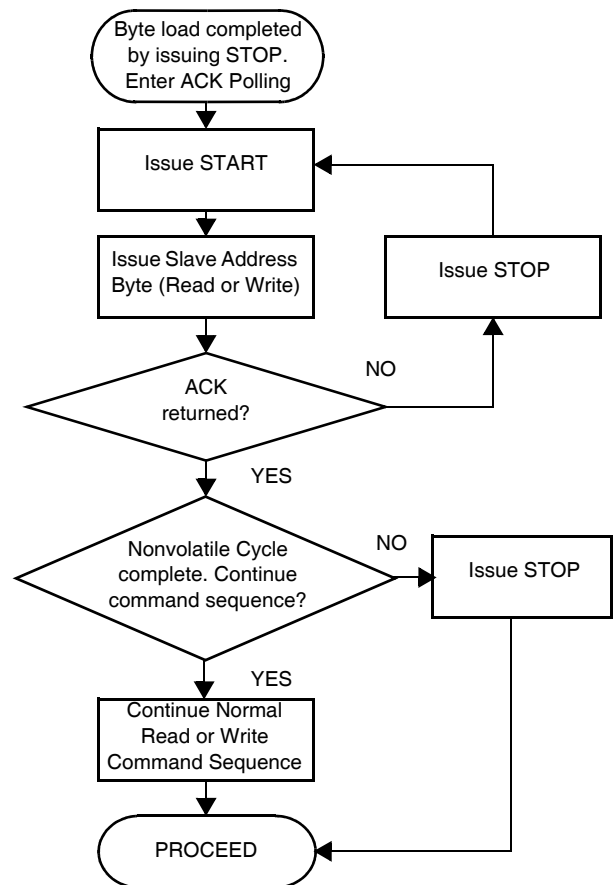 Byte load completed
by issuing STOP.
Enter ACK Polling
Issue START
Issue Slave Address
Byte (Read or Write)
Issue STOP
ACK
returned?
NO
YES
Nonvolatile Cycle
complete. Continue
command sequence?
NO
Issue STOP
YES
Continue Normal
Read or Write
Command Sequence
PROCEED